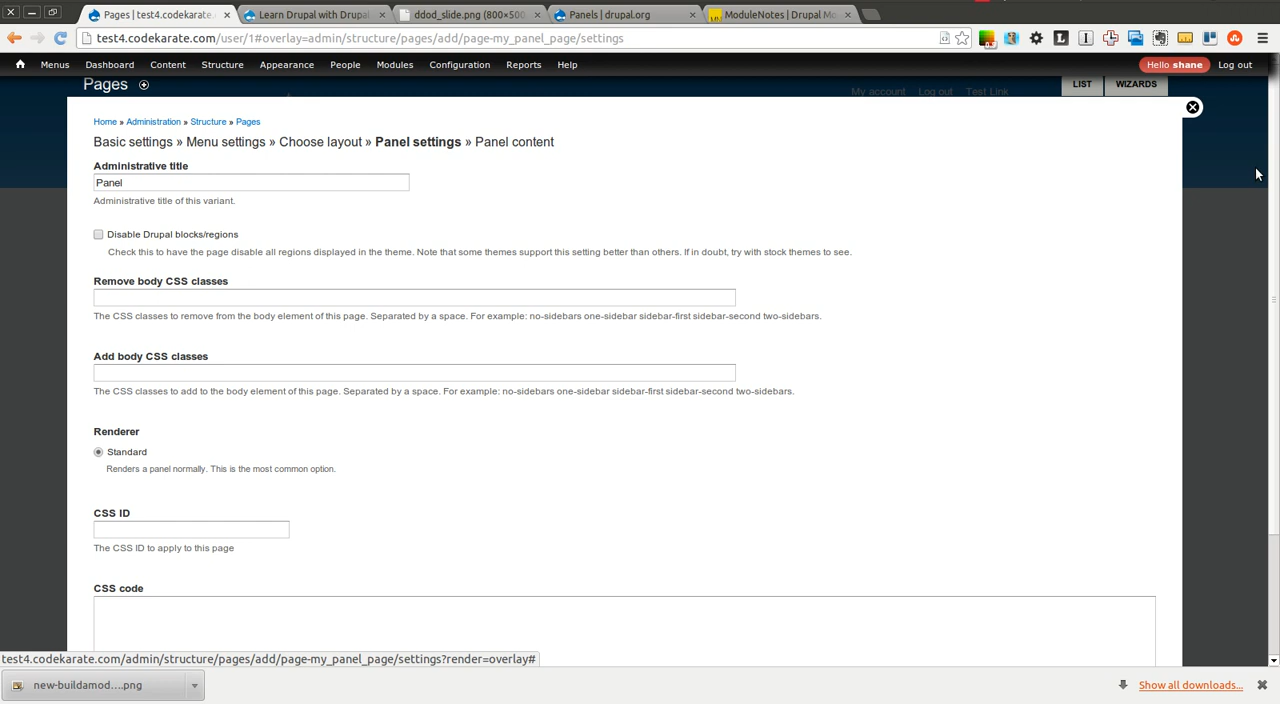 Pages | test4.codekarate.c
Learn Drupal with Drupal
ddod_slide.png (800×500
Panels | drupal.org
ModuleNotes | Drupal Mo
test4.codekarate.com/user/1#overlay=admin/structure/pages/add/page-my_panel_page/settings
Menus Dashboard Content Structure Appearance People Modules Configuration Reports Help Hello shane Log out
Pages
My account Log out Test Link
LIST WIZARDS
Home » Administration » Structure » Pages
Basic settings » Menu settings » Choose layout » Panel settings » Panel content
Administrative title
Panel
Administrative title of this variant.
Disable Drupal blocks/regions
Check this to have the page disable all regions displayed in the theme. Note that some themes support this setting better than others. If in doubt, try with stock themes to see.
Remove body CSS classes
The CSS classes to remove from the body element of this page. Separated by a space. For example: no-sidebars one-sidebar sidebar-first sidebar-second two-sidebars.
Add body CSS classes
The CSS classes to add to the body element of this page. Separated by a space. For example: no-sidebars one-sidebar sidebar-first sidebar-second two-sidebars.
Renderer
Standard
Renders a panel normally. This is the most common option.
CSS ID
The CSS ID to apply to this page
CSS code
test4.codekarate.com/admin/structure/pages/add/page-my_panel_page/settings?render=overlay#
new-buildamod....png
Show all downloads...